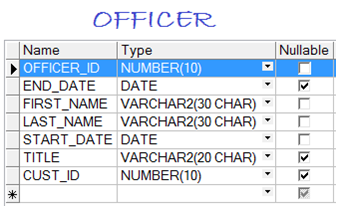 OFFICER
Name Type Nullable
OFFICER_ID NUMBER(10)
END_DATE DATE
FIRST_NAME VARCHAR2(30 CHAR)
LAST_NAME VARCHAR2(30 CHAR)
START_DATE DATE
TITLE VARCHAR2(20 CHAR)
CUST_ID NUMBER(10)